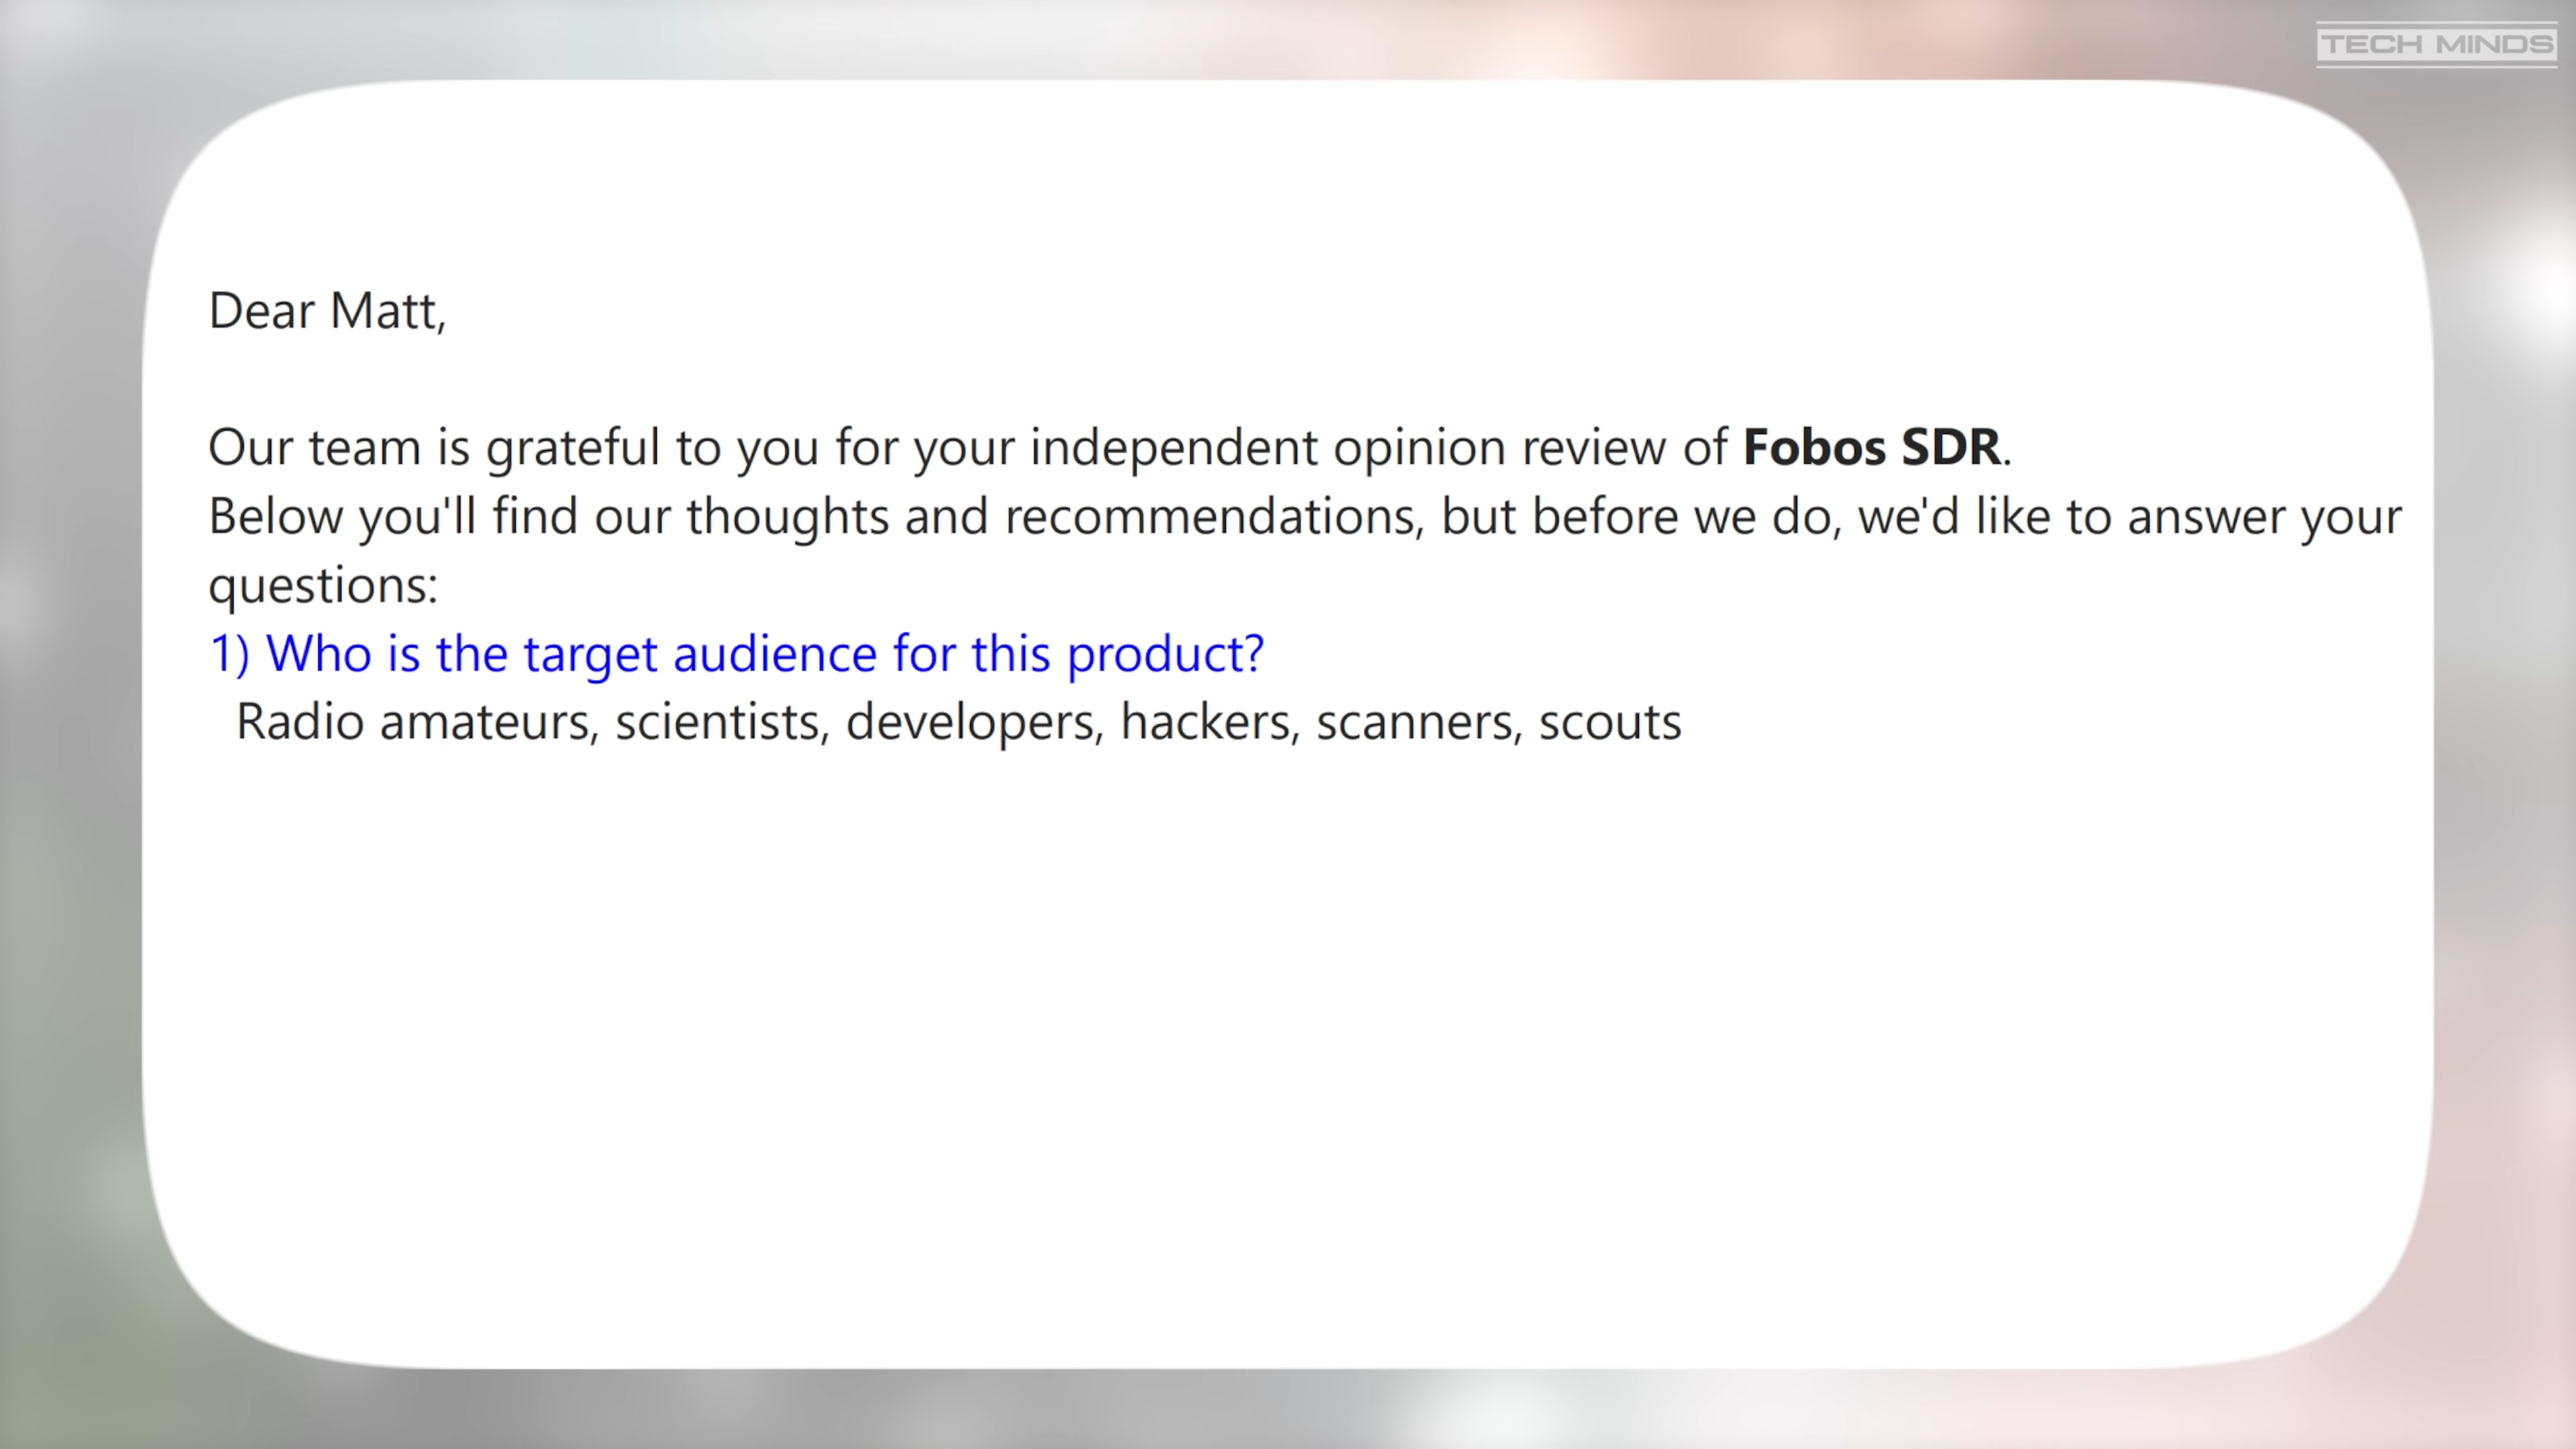 TECH MINDS
Dear Matt,
Our team is grateful to you for your independent opinion review of Fobos SDR.
Below you'll find our thoughts and recommendations, but before we do, we'd like to answer your
questions:
1) Who is the target audience for this product?
Radio amateurs, scientists, developers, hackers, scanners, scouts